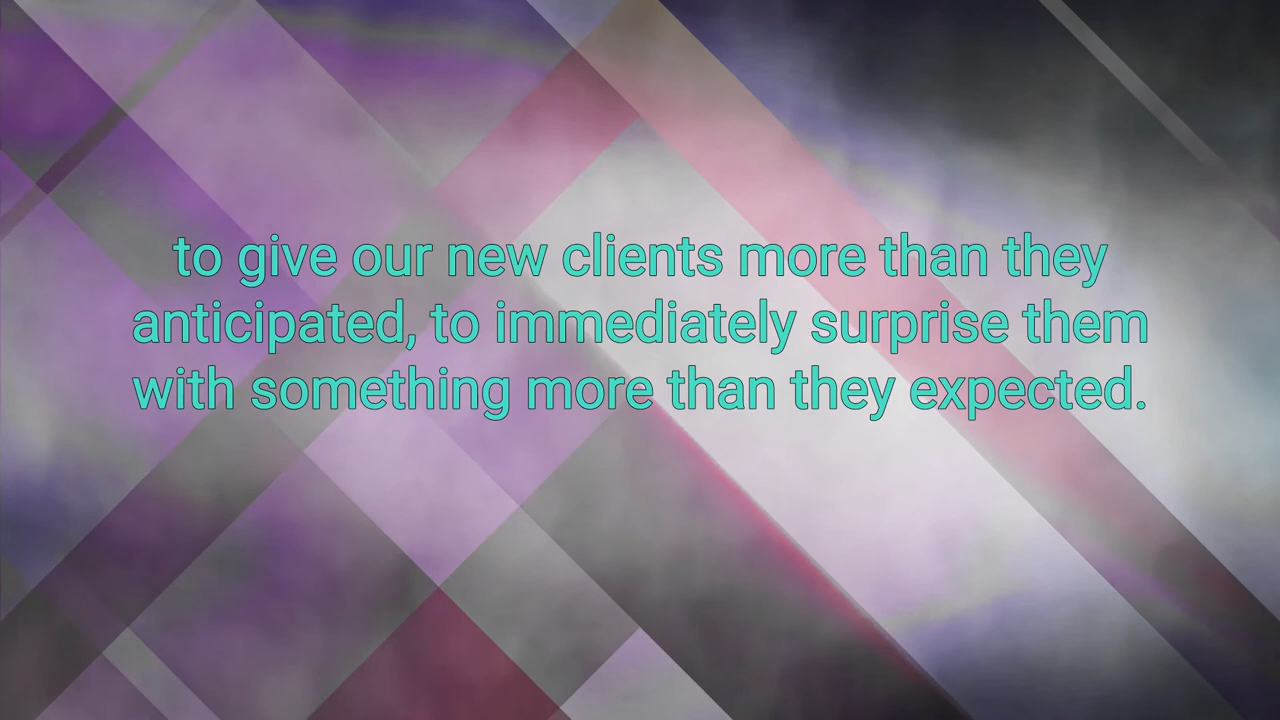 to give our new clients more than they
anticipated, to immediately surprise them
with something more than they expected.